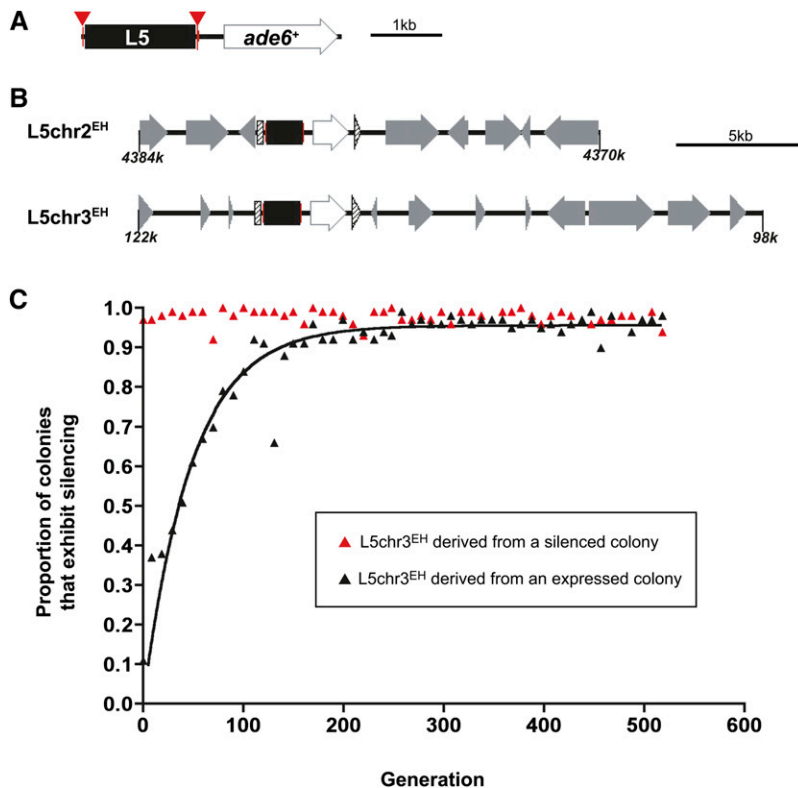 A
L5
ade6+
1kb
B
L5chr2EH
4384k
4370k
5kb
L5chr3EH
122k
98k
C
Proportion of colonies
that exhibit silencing
1.0
0.9
0.8
0.7
0.6
0.5
0.4
0.3
0.2
0.1
0.0
L5chr3EH derived from a silenced colony
L5chr3EH derived from an expressed colony
0 100 200 300 400 500 600
Generation